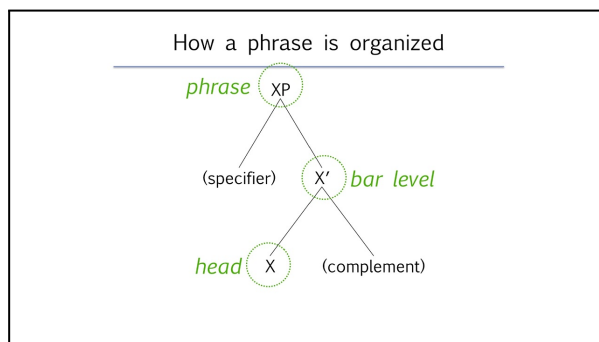 How a phrase is organized
phrase XP
(specifier) X′ bar level
head X (complement)